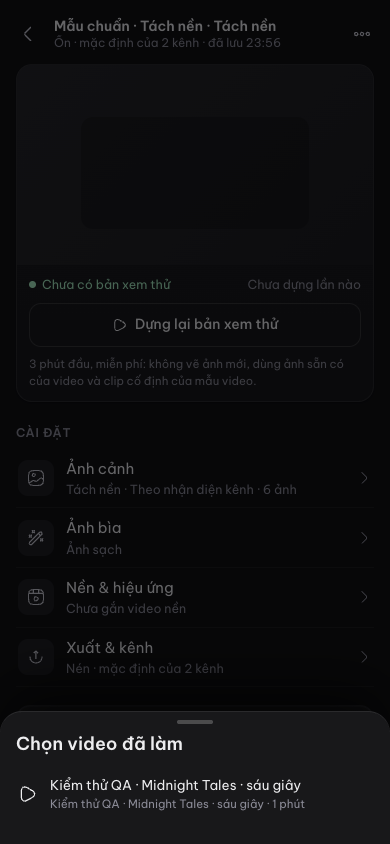 Mẫu chuẩn · Tách nền · Tách nền
Ổn · mặc định của 2 kênh · đã lưu 23:56
Chưa có bản xem thử
Chưa dựng lần nào
Dựng lại bản xem thử
3 phút đầu, miễn phí: không vẽ ảnh mới, dùng ảnh sẵn có
của video và clip cố định của mẫu video.
CÀI ĐẶT
Ảnh cảnh
Tách nền · Theo nhận diện kênh · 6 ảnh
Ảnh bìa
Ảnh sạch
Nền & hiệu ứng
Chưa gắn video nền
Xuất & kênh
Nén · mặc định của 2 kênh
Chọn video đã làm
Kiểm thử QA · Midnight Tales · sáu giây
Kiểm thử QA · Midnight Tales · sáu giây · 1 phút